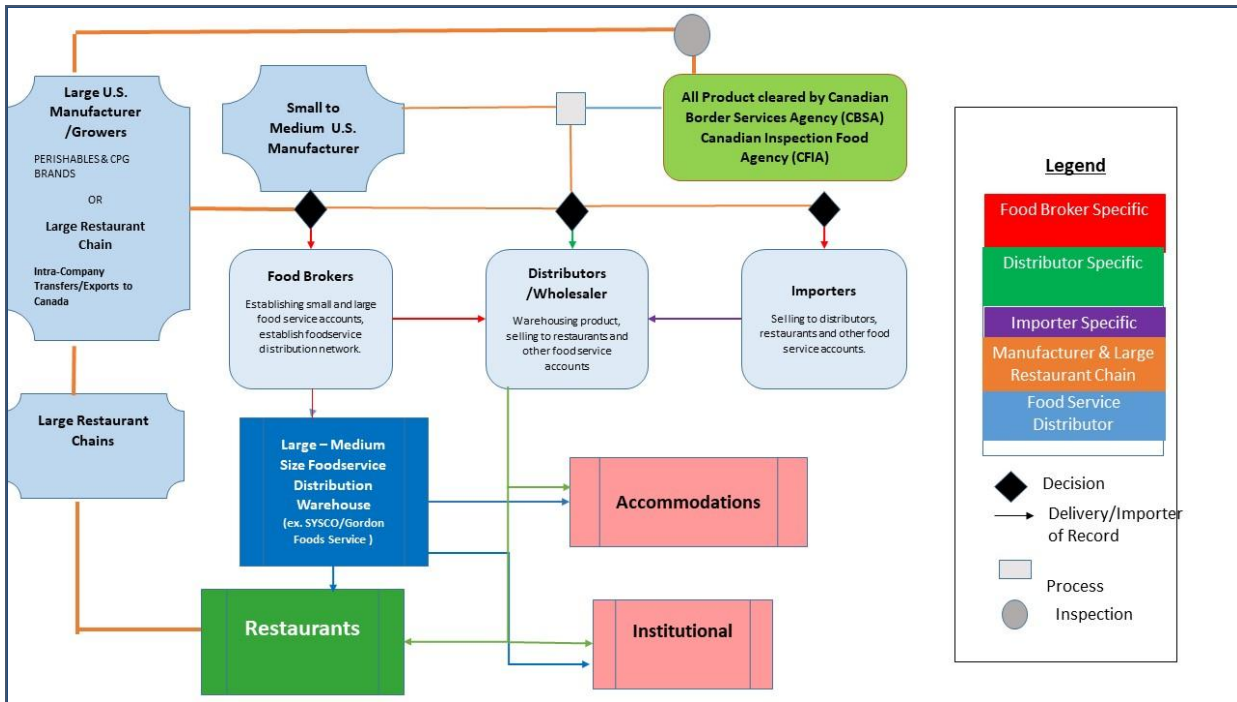 Large U.S.
Manufacturer
/Growers
PERISHABLES & CPG
BRANDS
OR
Large Restaurant
Chain
Intra-Company
Transfers/Exports to
Canada
Small to
Medium U.S.
Manufacturer
All Product cleared by Canadian
Border Services Agency (CBSA)
Canadian Inspection Food
Agency (CFIA)
Food Brokers
Establishing small and large
food service accounts,
establish foodservice
distribution network.
Distributors
/Wholesaler
Warehousing product,
selling to restaurants and
other food service
accounts
Importers
Selling to distributors,
restaurants and other food
service accounts.
Large Restaurant
Chains
Large – Medium
Size Foodservice
Distribution
Warehouse
(ex. SYSCO/Gordon
Foods Service )
Accommodations
Restaurants
Institutional
Legend
Food Broker Specific
Distributor Specific
Importer Specific
Manufacturer & Large
Restaurant Chain
Food Service
Distributor
Decision
Delivery/Importer
of Record
Process
Inspection